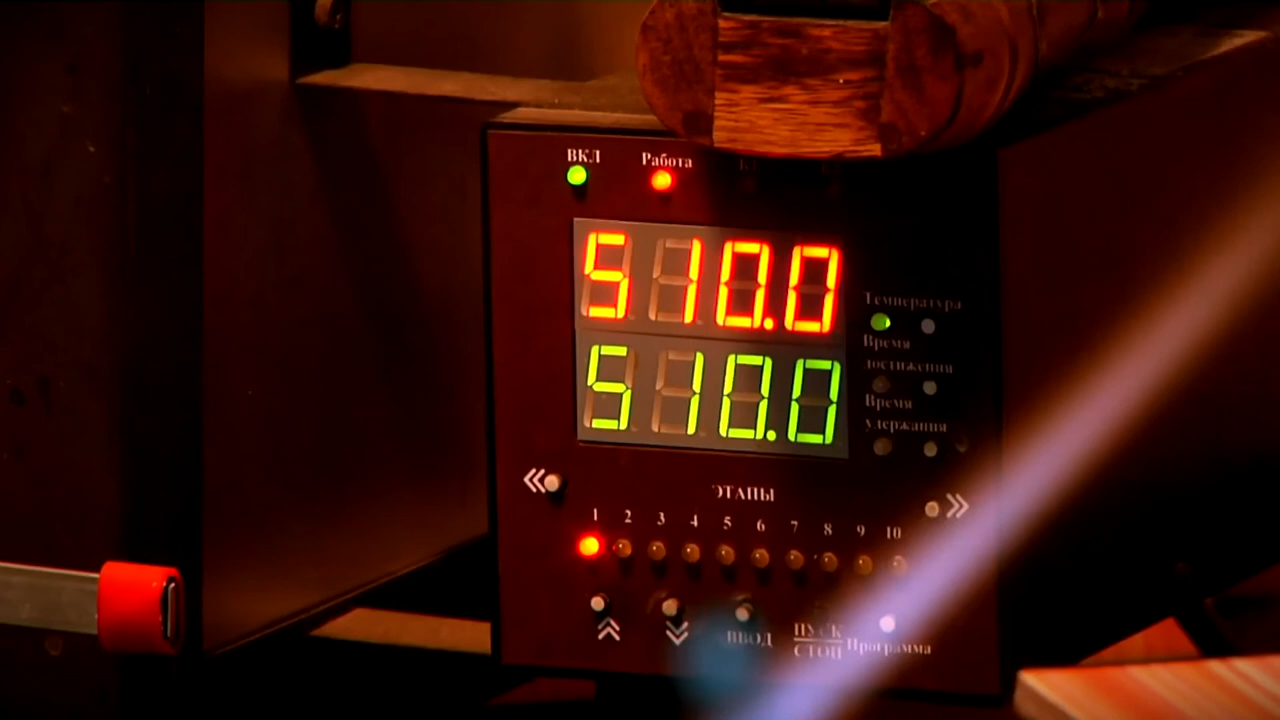 ВКЛ Работа
510.0
510.0
Температура
Время
достижения
Время
удержания
ЭТАПЫ
1 2 3 4 5 6 7 8 9 10
ВВОД ПУСК Программа
СТОП